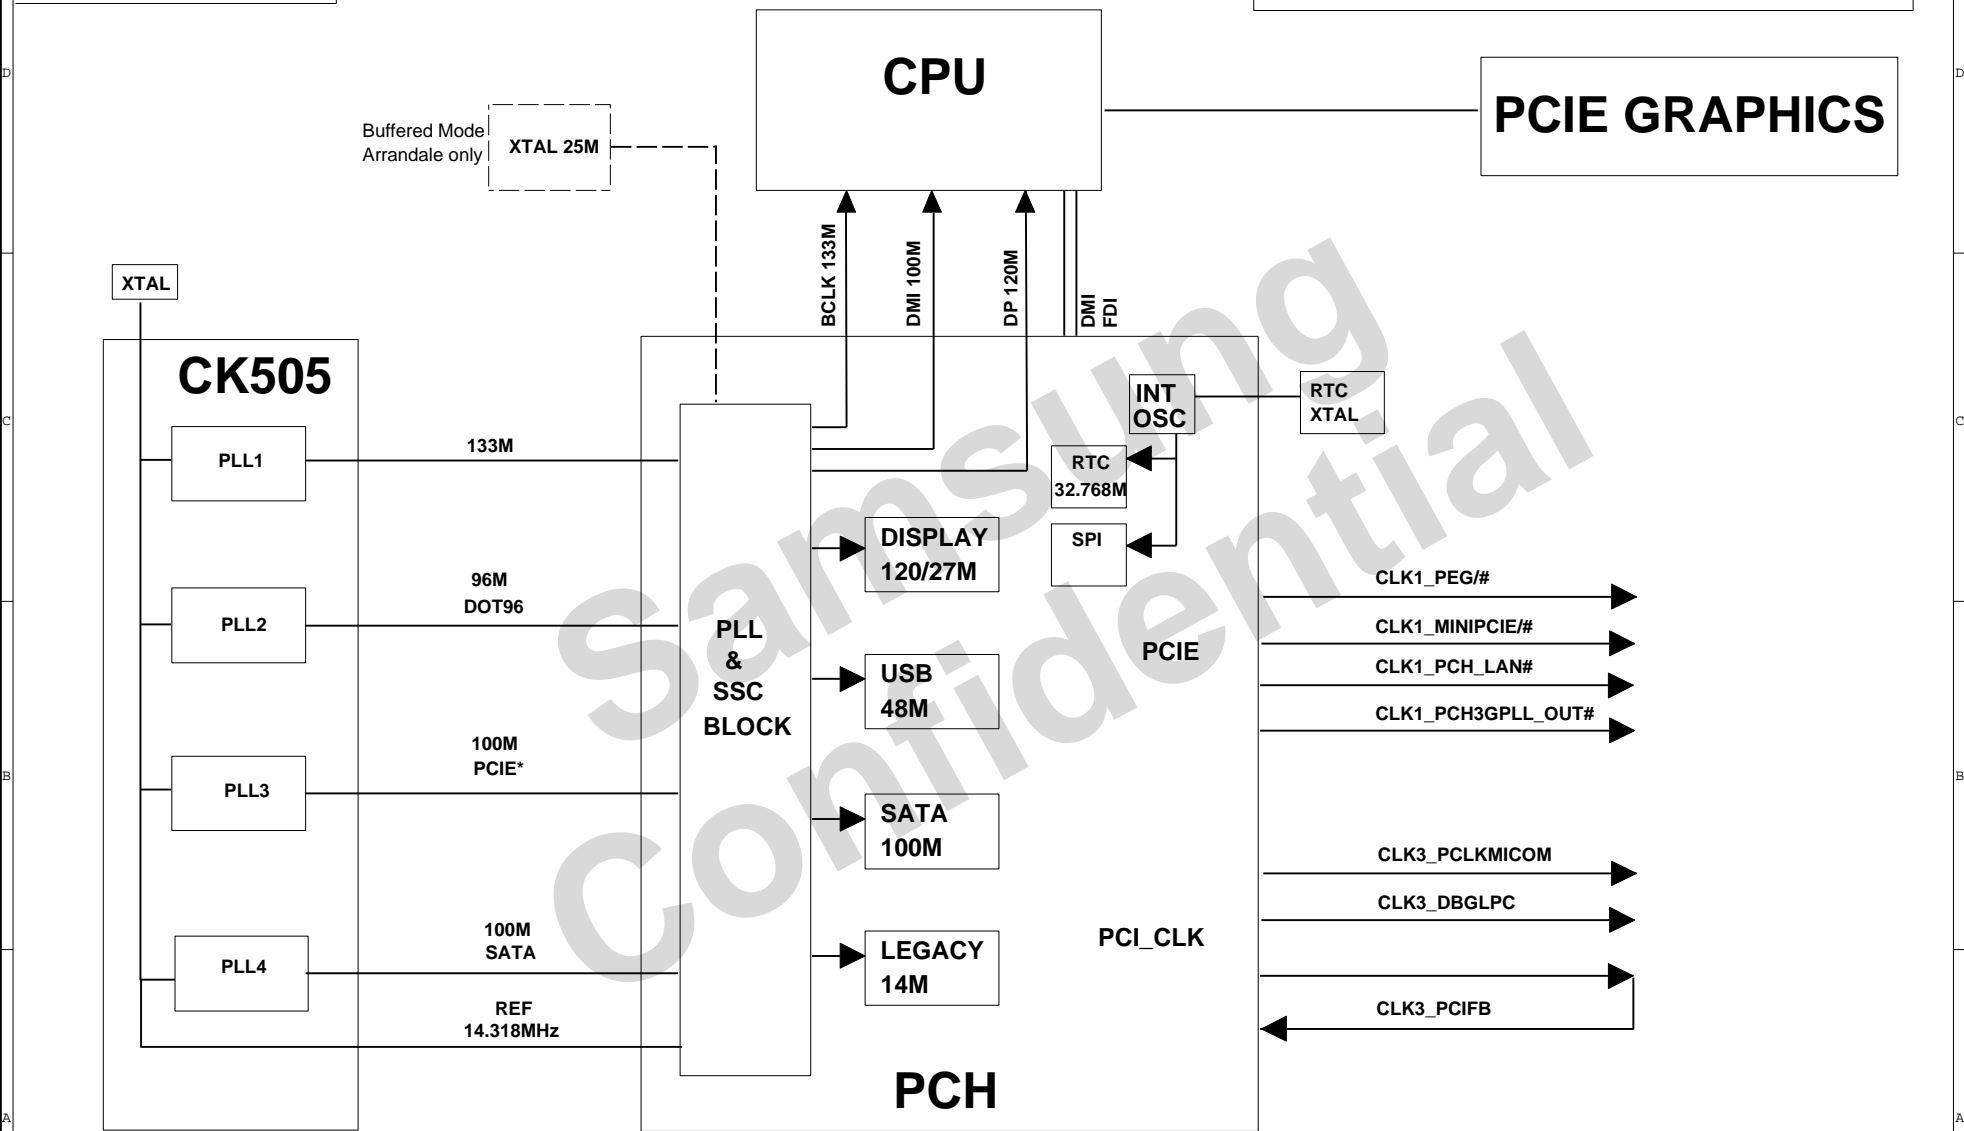 D
D
CPU
PCIE GRAPHICS
Buffered Mode
Arrandale only
XTAL 25M
BCLK 133M
DMI 100M
DP 120M
DMI
FDI
XTAL
CK505
INT
OSC
RTC
XTAL
C
C
PLL1
133M
RTC
32.768M
SPI
DISPLAY
120/27M
96M
DOT96
PLL2
PLL
&
SSC
BLOCK
USB
48M
PCIE
CLK1_PEG/#
CLK1_MINIPCIE/#
CLK1_PCH_LAN#
CLK1_PCH3GPLL_OUT#
100M
PCIE*
B
B
PLL3
SATA
100M
CLK3_PCLKMICOM
CLK3_DBGLPC
100M
SATA
PLL4
LEGACY
14M
PCI_CLK
REF
14.318MHz
CLK3_PCIFB
PCH
A
A
Samsung
Confidential